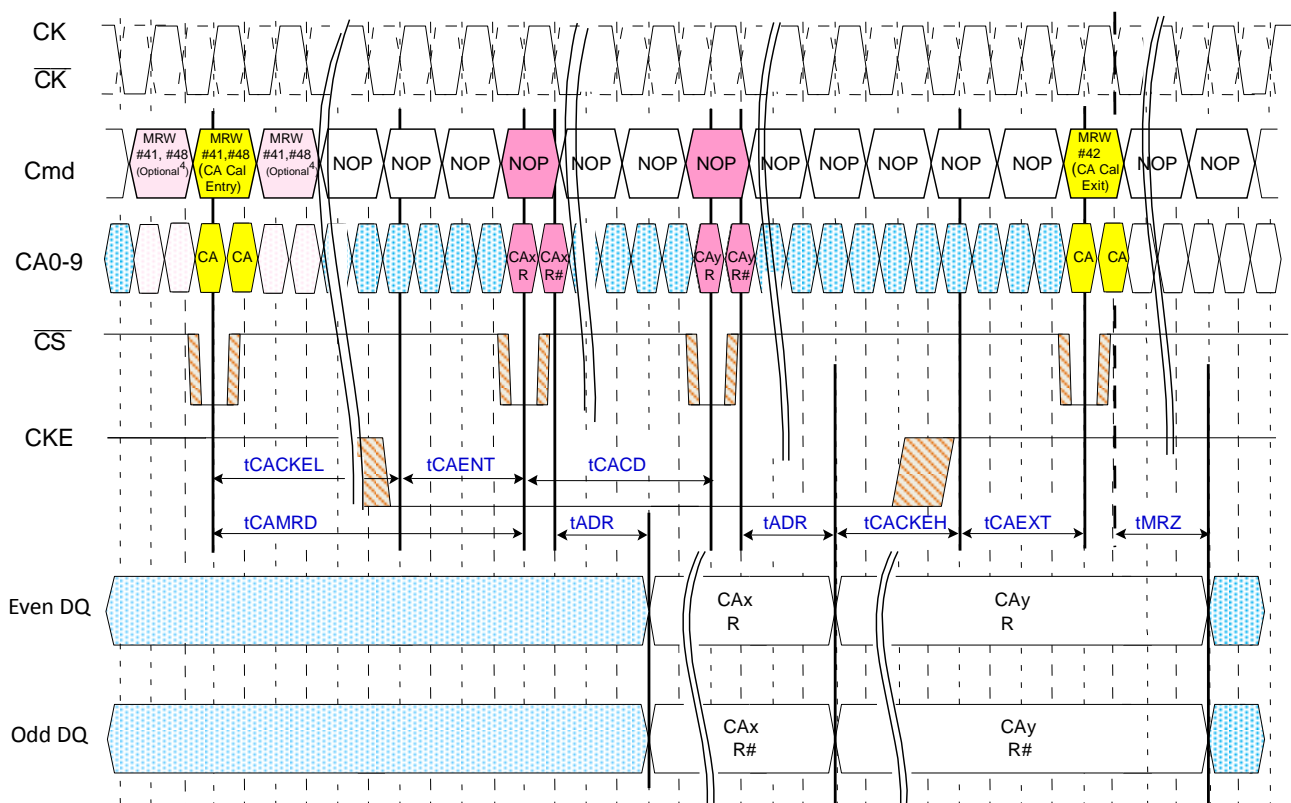 CK
CK
Cmd
MRW
#41, #48
(Optional4)
MRW
#41,#48
(CA Cal
Entry)
MRW
#41,#48
(Optional4)
NOP
NOP
NOP
NOP
NOP
NOP
NOP
NOP
NOP
NOP
NOP
NOP
MRW
#42
(CA Cal
Exit)
NOP
NOP
CA0-9
CA
CA
CAx
R
CAx
R#
CAy
R
CAy
R#
CA
CA
CS
CKE
tCACKEL
tCAENT
tCACD
tCAMRD
tADR
tADR
tCACKEH
tCAEXT
tMRZ
Even DQ
CAx
R
CAy
R
Odd DQ
CAx
R#
CAy
R#